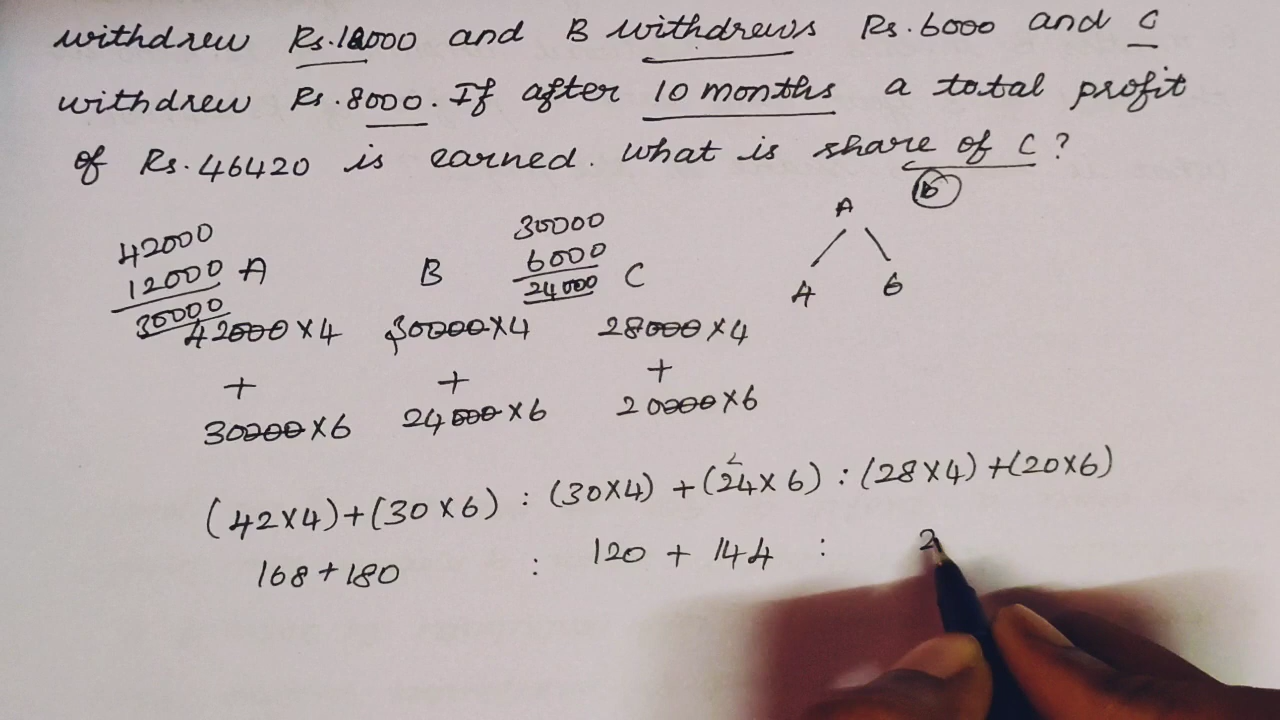 withdrew Rs.12000 and B withdrews Rs.6000 and C
withdrew Rs.8000. If after 10 months a total profit
of Rs.46420 is earned. What is share of C?
42000
12000
30000
A
B
30000
6000
24000
C
A
A 6
42000×4 30000×4 28000×4
+ + +
30000×6 24000×6 20000×6
(42×4)+(30×6) : (30×4) + (24×6) : (28×4)+(20×6)
168+180 : 120 + 144 : 2